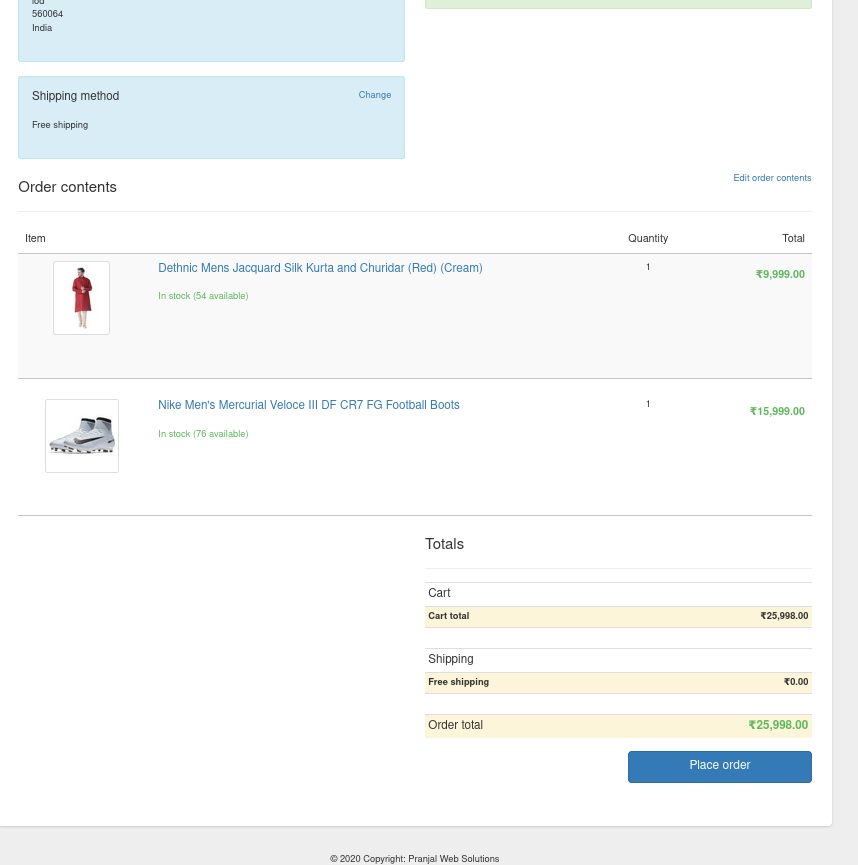 560064
India
Shipping method
Change
Free shipping
Order contents
Edit order contents
Item
Quantity
Total
Dethnic Mens Jacquard Silk Kurta and Churidar (Red) (Cream)
1
₹9,999.00
In stock (54 available)
Nike Men's Mercurial Veloce III DF CR7 FG Football Boots
1
₹15,999.00
In stock (76 available)
Totals
Cart
Cart total
₹25,998.00
Shipping
Free shipping
₹0.00
Order total
₹25,998.00
Place order
© 2020 Copyright: Pranjal Web Solutions